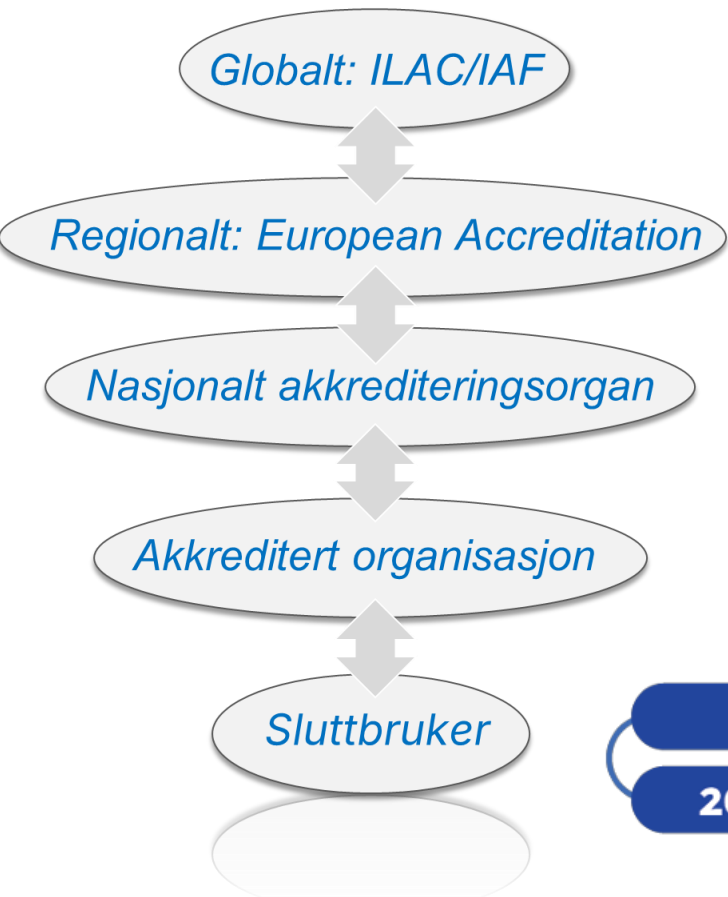 Globalt: ILAC/IAF
Regionalt: European Accreditation
Nasjonalt akkrediteringsorgan
Akkreditert organisasjon
Sluttbruker